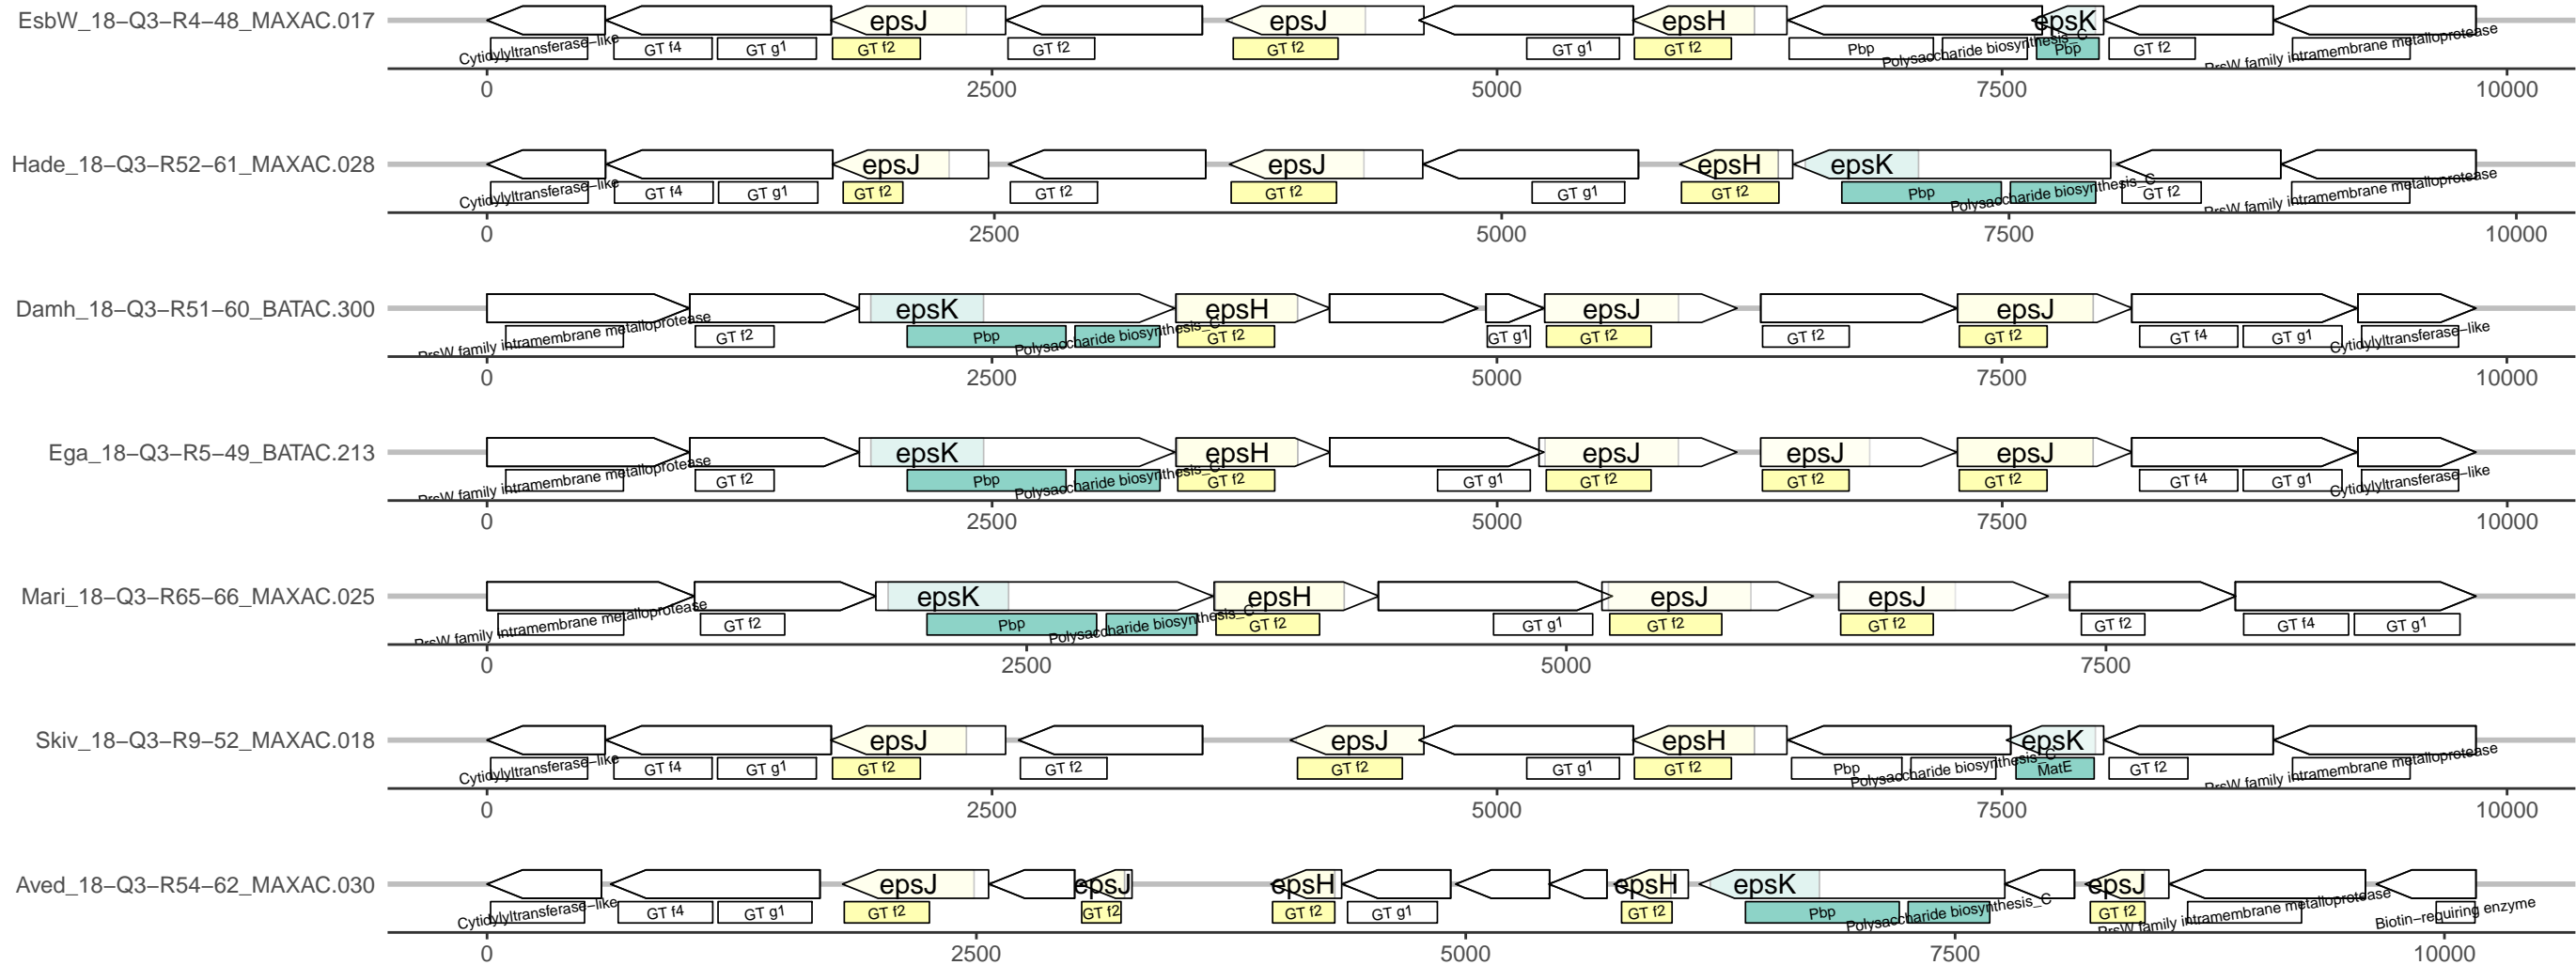 EsbW_18−Q3−R4−48_MAXAC.017 epsJ epsJ epsH epsK
Cytidylyltransferase−like GT f4 GT g1 GT f2 GT f2 GT f2 GT g1 GT f2 Pbp Polysaccharide biosynthesis_C Pbp GT f2 PrsW family intramembrane metalloprotease
0 2500 5000 7500 10000
Hade_18−Q3−R52−61_MAXAC.028 epsJ epsJ epsH epsK
Cytidylyltransferase−like GT f4 GT g1 GT f2 GT f2 GT f2 GT g1 GT f2 Pbp Polysaccharide biosynthesis_C GT f2 PrsW family intramembrane metalloprotease
0 2500 5000 7500 10000
Damh_18−Q3−R51−60_BATAC.300 epsK epsH epsJ epsJ
PrsW family intramembrane metalloprotease GT f2 Pbp Polysaccharide biosynthesis_C GT f2 GT g1 GT f2 GT f2 GT f2 GT f4 GT g1 Cytidylyltransferase−like
0 2500 5000 7500 10000
Ega_18−Q3−R5−49_BATAC.213 epsK epsH epsJ epsJ epsJ
PrsW family intramembrane metalloprotease GT f2 Pbp Polysaccharide biosynthesis_C GT f2 GT g1 GT f2 GT f2 GT f2 GT f4 GT g1 Cytidylyltransferase−like
0 2500 5000 7500 10000
Mari_18−Q3−R65−66_MAXAC.025 epsK epsH epsJ epsJ
PrsW family intramembrane metalloprotease GT f2 Pbp Polysaccharide biosynthesis_C GT f2 GT g1 GT f2 GT f2 GT f2 GT f4 GT g1
0 2500 5000 7500
Skiv_18−Q3−R9−52_MAXAC.018 epsJ epsJ epsH epsK
Cytidylyltransferase−like GT f4 GT g1 GT f2 GT f2 GT f2 GT g1 GT f2 Pbp Polysaccharide biosynthesis_C MatE GT f2 PrsW family intramembrane metalloprotease
0 2500 5000 7500 10000
Aved_18−Q3−R54−62_MAXAC.030 epsJ epsJ epsH epsH epsK epsJ
Cytidylyltransferase−like GT f4 GT g1 GT f2 GT f2 GT f2 GT g1 GT f2 Pbp Polysaccharide biosynthesis_C GT f2 PrsW family intramembrane metalloprotease Biotin−requiring enzyme
0 2500 5000 7500 10000